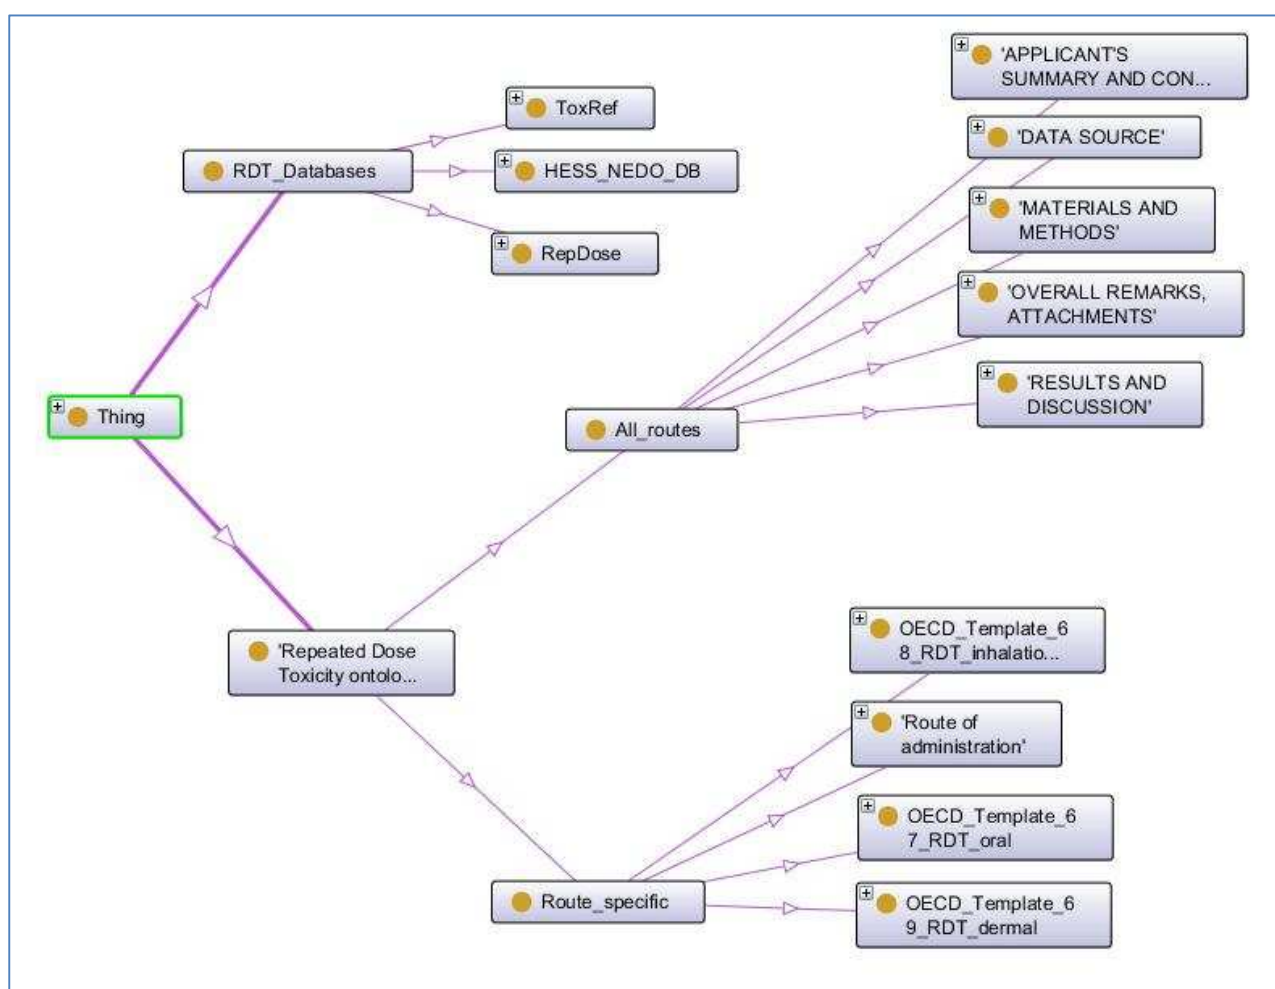 'APPLICANT'S
SUMMARY AND CON...
ToxRef
'DATA SOURCE'
RDT_Databases
HESS_NEDO_DB
'MATERIALS AND
METHODS'
RepDose
'OVERALL REMARKS,
ATTACHMENTS'
'RESULTS AND
DISCUSSION'
Thing
All_routes
'Repeated Dose
Toxicity ontolo...
OECD_Template_6
8_RDT_inhalatio...
'Route of
administration'
OECD_Template_6
7_RDT_oral
Route_specific
OECD_Template_6
9_RDT_dermal